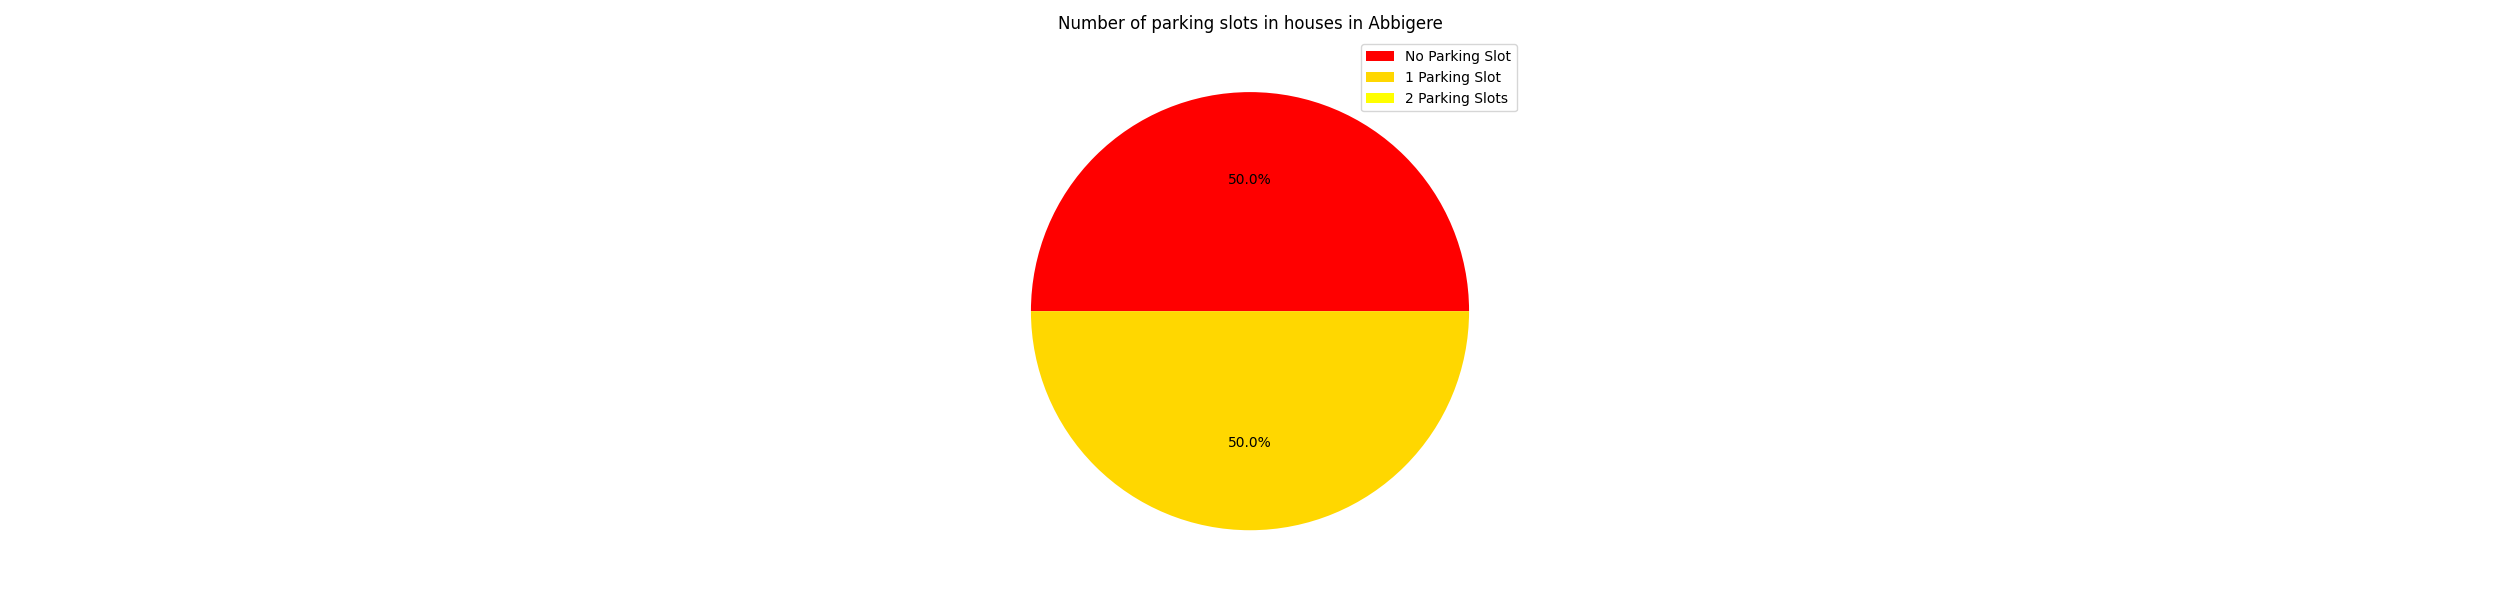 Number of parking slots in houses in Abbigere
No Parking Slot
1 Parking Slot
2 Parking Slots
50.0%
50.0%